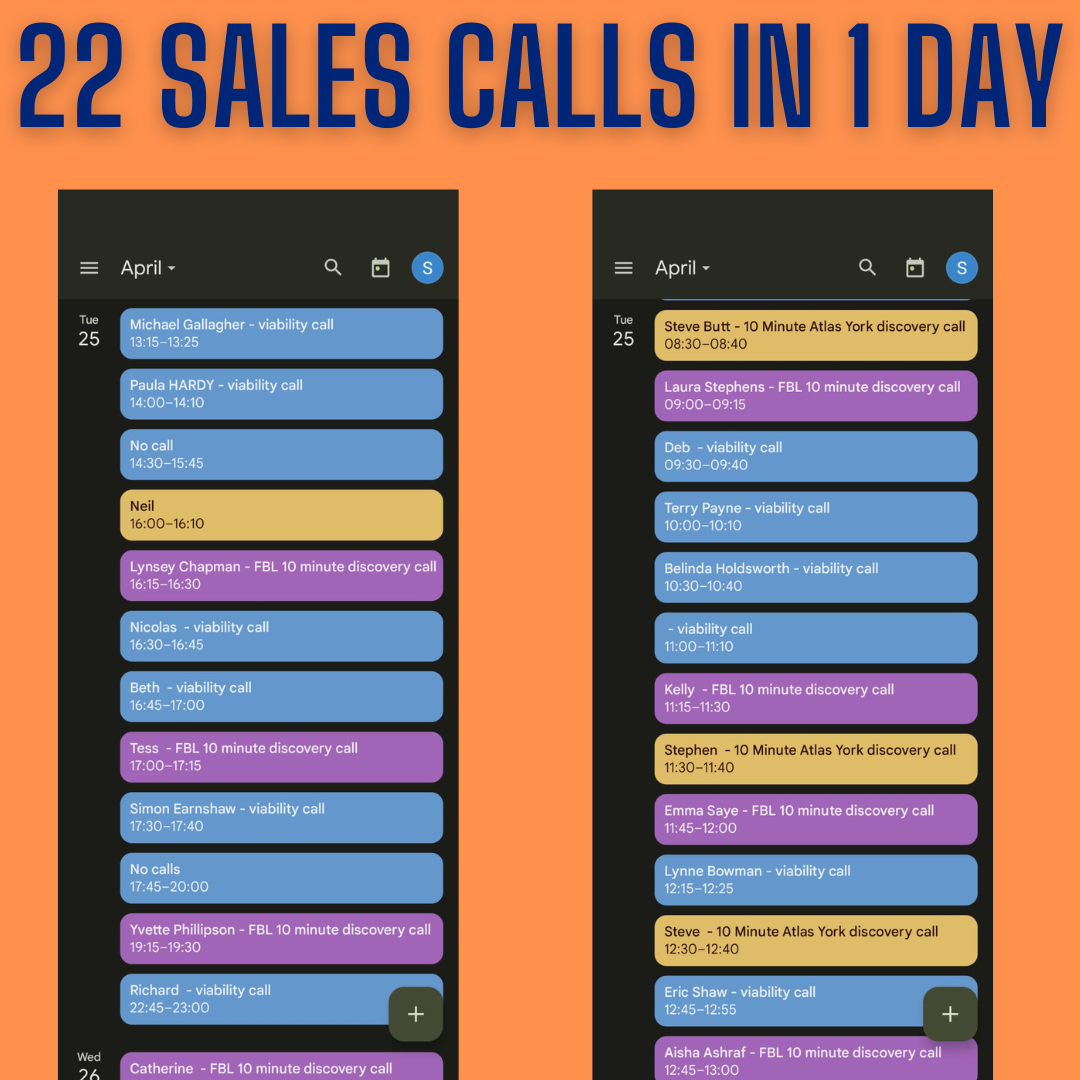 22 SALES CALLS IN 1 DAY
April
S
Tue
25
Michael Gallagher - viability call
13:15–13:25
Paula HARDY - viability call
14:00–14:10
No call
14:30–15:45
Neil
16:00–16:10
Lynsey Chapman - FBL 10 minute discovery call
16:15–16:30
Nicolas - viability call
16:30–16:45
Beth - viability call
16:45–17:00
Tess - FBL 10 minute discovery call
17:00–17:15
Simon Earnshaw - viability call
17:30–17:40
No calls
17:45–20:00
Yvette Phillipson - FBL 10 minute discovery call
19:15–19:30
Richard - viability call
22:45–23:00
Wed
26
Catherine - FBL 10 minute discovery call
April
S
Tue
25
Steve Butt - 10 Minute Atlas York discovery call
08:30–08:40
Laura Stephens - FBL 10 minute discovery call
09:00–09:15
Deb - viability call
09:30–09:40
Terry Payne - viability call
10:00–10:10
Belinda Holdsworth - viability call
10:30–10:40
- viability call
11:00–11:10
Kelly - FBL 10 minute discovery call
11:15–11:30
Stephen - 10 Minute Atlas York discovery call
11:30–11:40
Emma Saye - FBL 10 minute discovery call
11:45–12:00
Lynne Bowman - viability call
12:15–12:25
Steve - 10 Minute Atlas York discovery call
12:30–12:40
Eric Shaw - viability call
12:45–12:55
Aisha Ashraf - FBL 10 minute discovery call
12:45–13:00